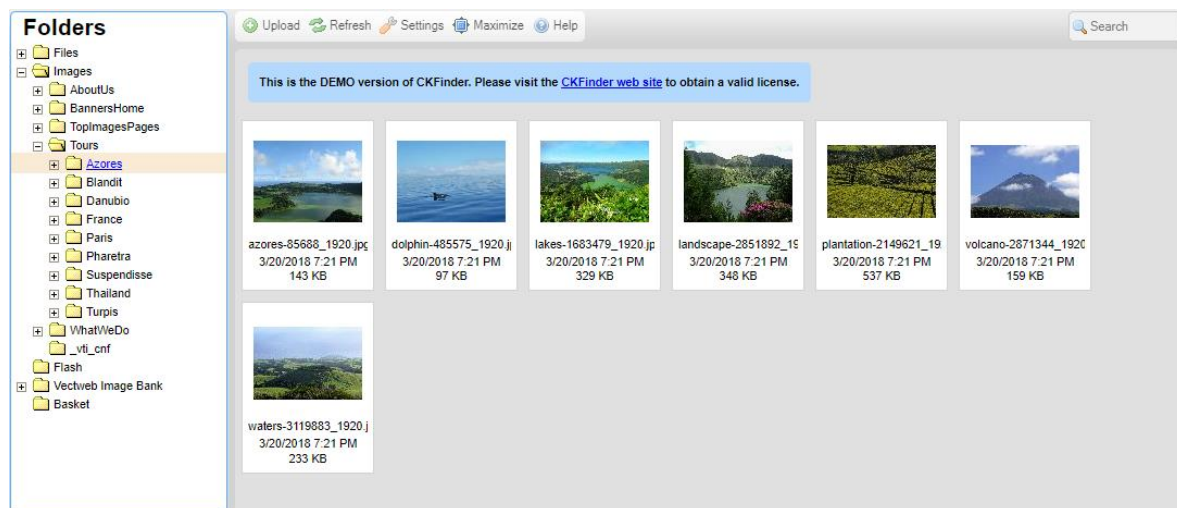 Folders
Files
Images
AboutUs
BannersHome
TopImagesPages
Tours
Azores
Blandit
Danubio
France
Paris
Pharetra
Suspendisse
Thailand
Turpis
WhatWeDo
_vti_cnf
Flash
Vectweb Image Bank
Basket
Upload Refresh Settings Maximize Help
Search
This is the DEMO version of CKFinder. Please visit the CKFinder web site to obtain a valid license.
azores-85688_1920.jpg
3/20/2018 7:21 PM
143 KB
dolphin-485575_1920.j
3/20/2018 7:21 PM
97 KB
lakes-1683479_1920.jp
3/20/2018 7:21 PM
329 KB
landscape-2851892_19
3/20/2018 7:21 PM
348 KB
plantation-2149621_19
3/20/2018 7:21 PM
537 KB
volcano-2871344_1920
3/20/2018 7:21 PM
159 KB
waters-3119883_1920.j
3/20/2018 7:21 PM
233 KB